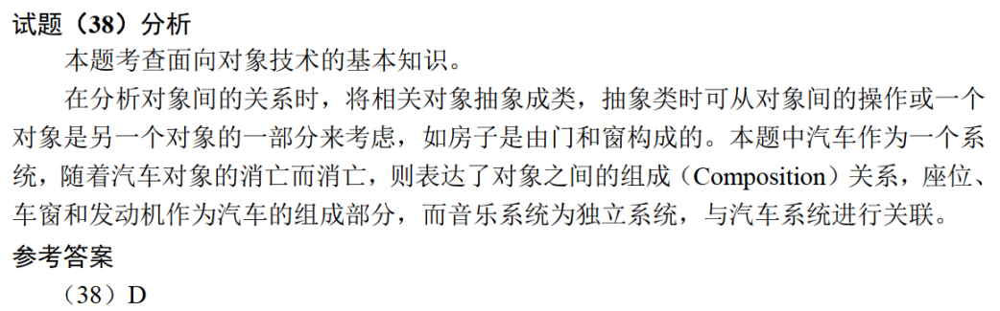 试题（38）分析
本题考查面向对象技术的基本知识。
在分析对象间的关系时，将相关对象抽象成类，抽象类时可从对象间的操作或一个
对象是另一个对象的一部分来考虑，如房子是由门和窗构成的。本题中汽车作为一个系
统，随着汽车对象的消亡而消亡，则表达了对象之间的组成（Composition）关系，座位、
车窗和发动机作为汽车的组成部分，而音乐系统为独立系统，与汽车系统进行关联。
参考答案
（38）D